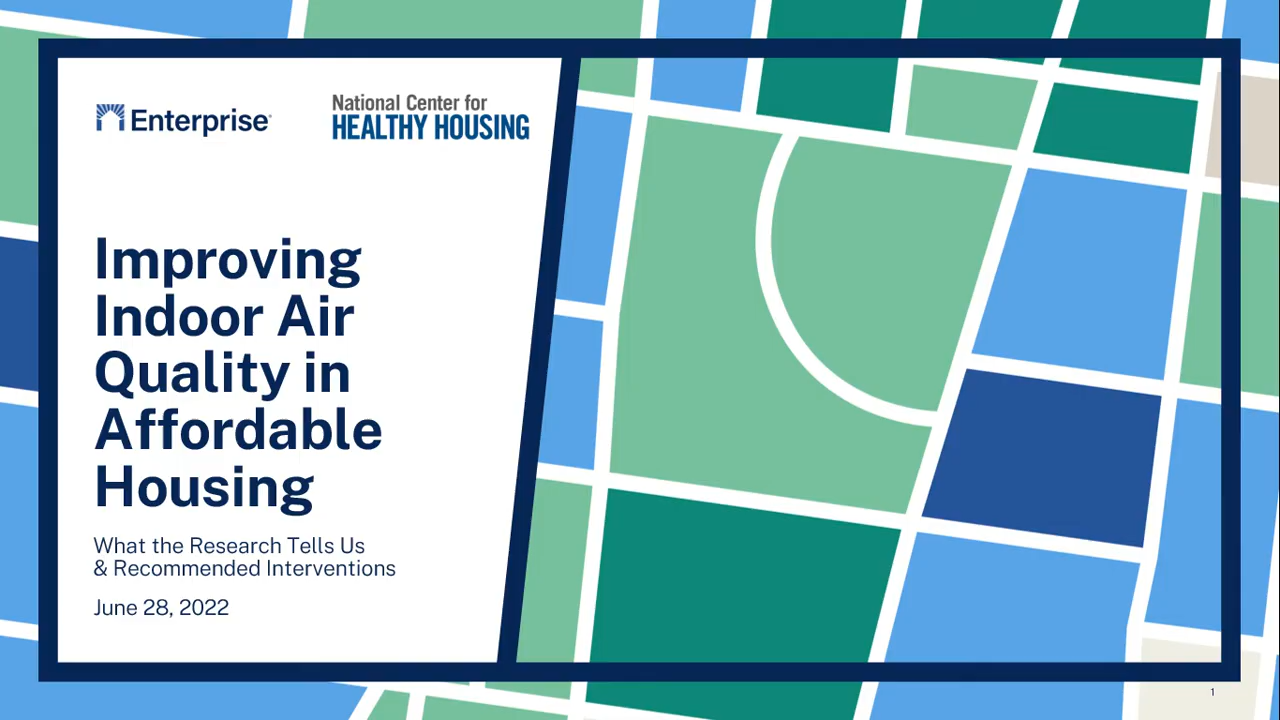 Enterprise
National Center for
HEALTHY HOUSING
Improving
Indoor Air
Quality in
Affordable
Housing
What the Research Tells Us
& Recommended Interventions
June 28, 2022
1